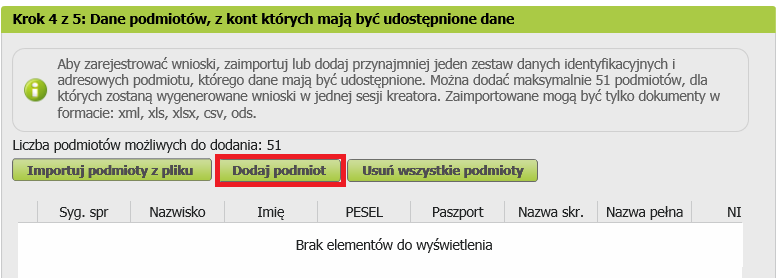 Krok 4 z 5: Dane podmiotów, z kont których mają być udostępnione dane
Aby zarejestrować wnioski, zaimportuj lub dodaj przynajmniej jeden zestaw danych identyfikacyjnych i
adresowych podmiotu, którego dane mają być udostępnione. Można dodać maksymalnie 51 podmiotów, dla
których zostaną wygenerowane wnioski w jednej sesji kreatora. Zaimportowane mogą być tylko dokumenty w
formacie: xml, xls, xlsx, csv, ods.
Liczba podmiotów możliwych do dodania: 51
Importuj podmioty z pliku Dodaj podmiot Usuń wszystkie podmioty
Syg. spr Nazwisko Imię PESEL Paszport Nazwa skr. Nazwa pełna NI
Brak elementów do wyświetlenia